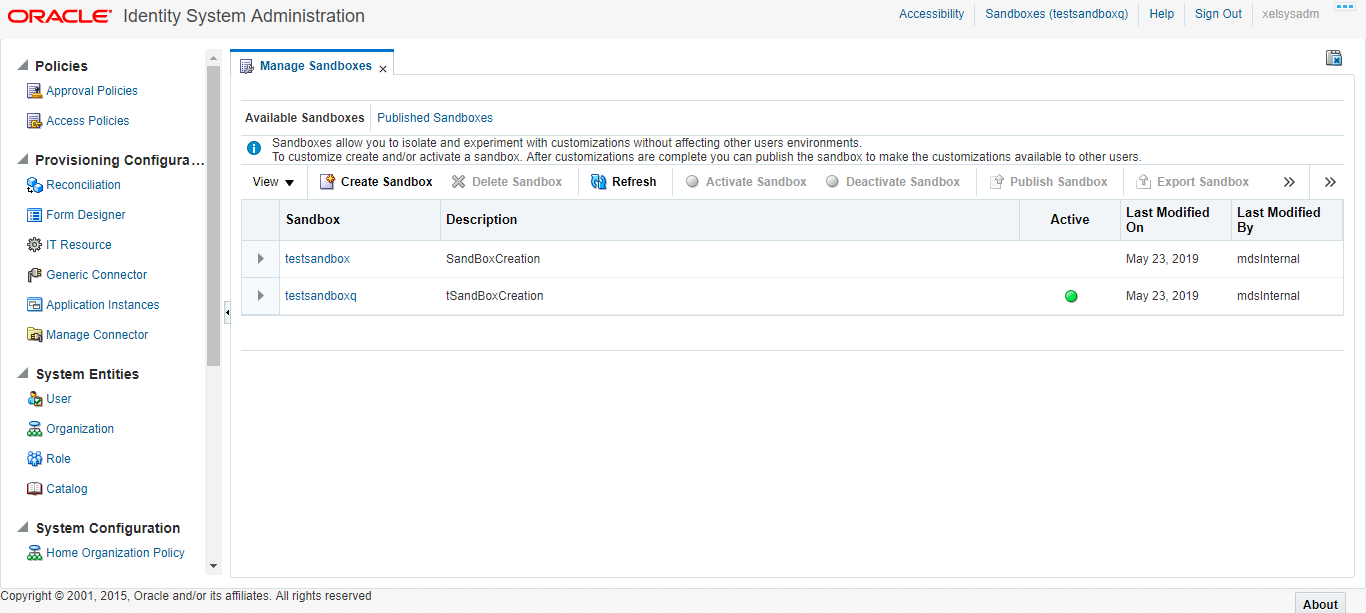 ORACLE Identity System Administration
Accessibility Sandboxes (testsandboxq) Help Sign Out xelsysadm
Policies
Approval Policies
Access Policies
Provisioning Configura...
Reconciliation
Form Designer
IT Resource
Generic Connector
Application Instances
Manage Connector
System Entities
User
Organization
Role
Catalog
System Configuration
Home Organization Policy
Manage Sandboxes
Available Sandboxes Published Sandboxes
Sandboxes allow you to isolate and experiment with customizations without affecting other users environments.
To customize create and/or activate a sandbox. After customizations are complete you can publish the sandbox to make the customizations available to other users.
View Create Sandbox Delete Sandbox Refresh Activate Sandbox Deactivate Sandbox Publish Sandbox Export Sandbox
Sandbox Description Active Last Modified On Last Modified By
testsandbox SandBoxCreation May 23, 2019 mdsInternal
testsandboxq tSandBoxCreation May 23, 2019 mdsInternal
Copyright © 2001, 2015, Oracle and/or its affiliates. All rights reserved
About